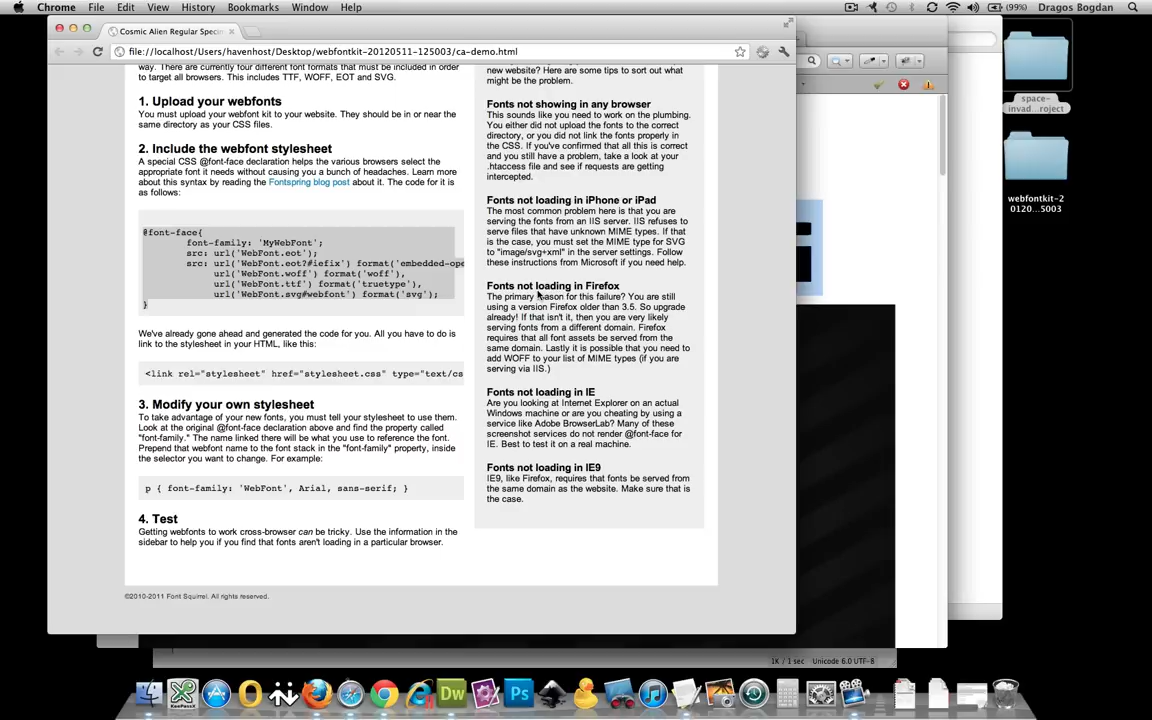 Chrome File Edit View History Bookmarks Window Help
(99%) Dragos Bogdan
Cosmic Alien Regular Speci
file://localhost/Users/havenhost/Desktop/webfontkit-20120511-125003/ca-demo.html
way. There are currently four different font formats that must be included in order
to target all browsers. This includes TTF, WOFF, EOT and SVG.
1. Upload your webfonts
You must upload your webfont kit to your website. They should be in or near the
same directory as your CSS files.
2. Include the webfont stylesheet
A special CSS @font-face declaration helps the various browsers select the
appropriate font it needs without causing you a bunch of headaches. Learn more
about this syntax by reading the Fontspring blog post about it. The code for it is
as follows:
@font-face{
font-family: 'MyWebFont';
src: url('WebFont.eot');
src: url('WebFont.eot?#iefix') format('embedded-ope
url('WebFont.woff') format('woff'),
url('WebFont.ttf') format('truetype'),
url('WebFont.svg#webfont') format('svg');
}
We've already gone ahead and generated the code for you. All you have to do is
link to the stylesheet in your HTML, like this:
<link rel="stylesheet" href="stylesheet.css" type="text/cs
3. Modify your own stylesheet
To take advantage of your new fonts, you must tell your stylesheet to use them.
Look at the original @font-face declaration above and find the property called
"font-family." The name linked there will be what you use to reference the font.
Prepend that webfont name to the font stack in the "font-family" property, inside
the selector you want to change. For example:
p { font-family: 'WebFont', Arial, sans-serif; }
4. Test
Getting webfonts to work cross-browser can be tricky. Use the information in the
sidebar to help you if you find that fonts aren't loading in a particular browser.
©2010-2011 Font Squirrel. All rights reserved.
new website? Here are some tips to sort out what
might be the problem.
Fonts not showing in any browser
This sounds like you need to work on the plumbing.
You either did not upload the fonts to the correct
directory, or you did not link the fonts properly in
the CSS. If you've confirmed that all this is correct
and you still have a problem, take a look at your
.htaccess file and see if requests are getting
intercepted.
Fonts not loading in iPhone or iPad
The most common problem here is that you are
serving the fonts from an IIS server. IIS refuses to
serve files that have unknown MIME types. If that
is the case, you must set the MIME type for SVG
to "image/svg+xml" in the server settings. Follow
these instructions from Microsoft if you need help.
Fonts not loading in Firefox
The primary reason for this failure? You are still
using a version Firefox older than 3.5. So upgrade
already! If that isn't it, then you are very likely
serving fonts from a different domain. Firefox
requires that all font assets be served from the
same domain. Lastly it is possible that you need to
add WOFF to your list of MIME types (if you are
serving via IIS.)
Fonts not loading in IE
Are you looking at Internet Explorer on an actual
Windows machine or are you cheating by using a
service like Adobe BrowserLab? Many of these
screenshot services do not render @font-face for
IE. Best to test it on a real machine.
Fonts not loading in IE9
IE9, like Firefox, requires that fonts be served from
the same domain as the website. Make sure that is
the case.
space-
invad...roject
webfontkit-2
0120...5003
1K / 1 sec Unicode 6.0 UTF-8
KeePassX
Dw
Ps